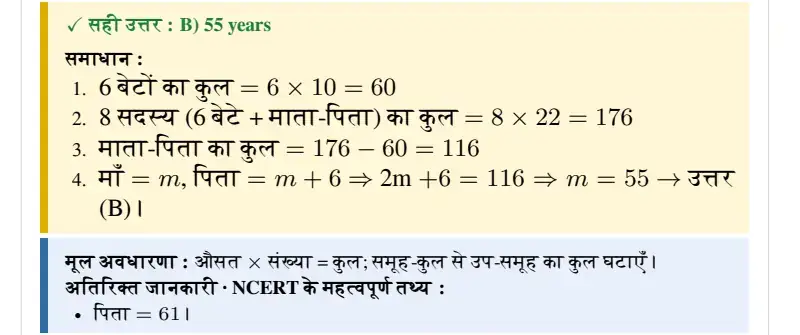 ✓ सही उत्तर : B) 55 years
समाधान :
1. 6 बेटों का कुल = 6 × 10 = 60
2. 8 सदस्य (6 बेटे + माता-पिता) का कुल = 8 × 22 = 176
3. माता-पिता का कुल = 176 − 60 = 116
4. माँ = m, पिता = m + 6 ⇒ 2m +6 = 116 ⇒ m = 55 → उत्तर
(B)।
मूल अवधारणा : औसत × संख्या = कुल; समूह-कुल से उप-समूह का कुल घटाएँ।
अतिरिक्त जानकारी · NCERT के महत्वपूर्ण तथ्य :
• पिता = 61।